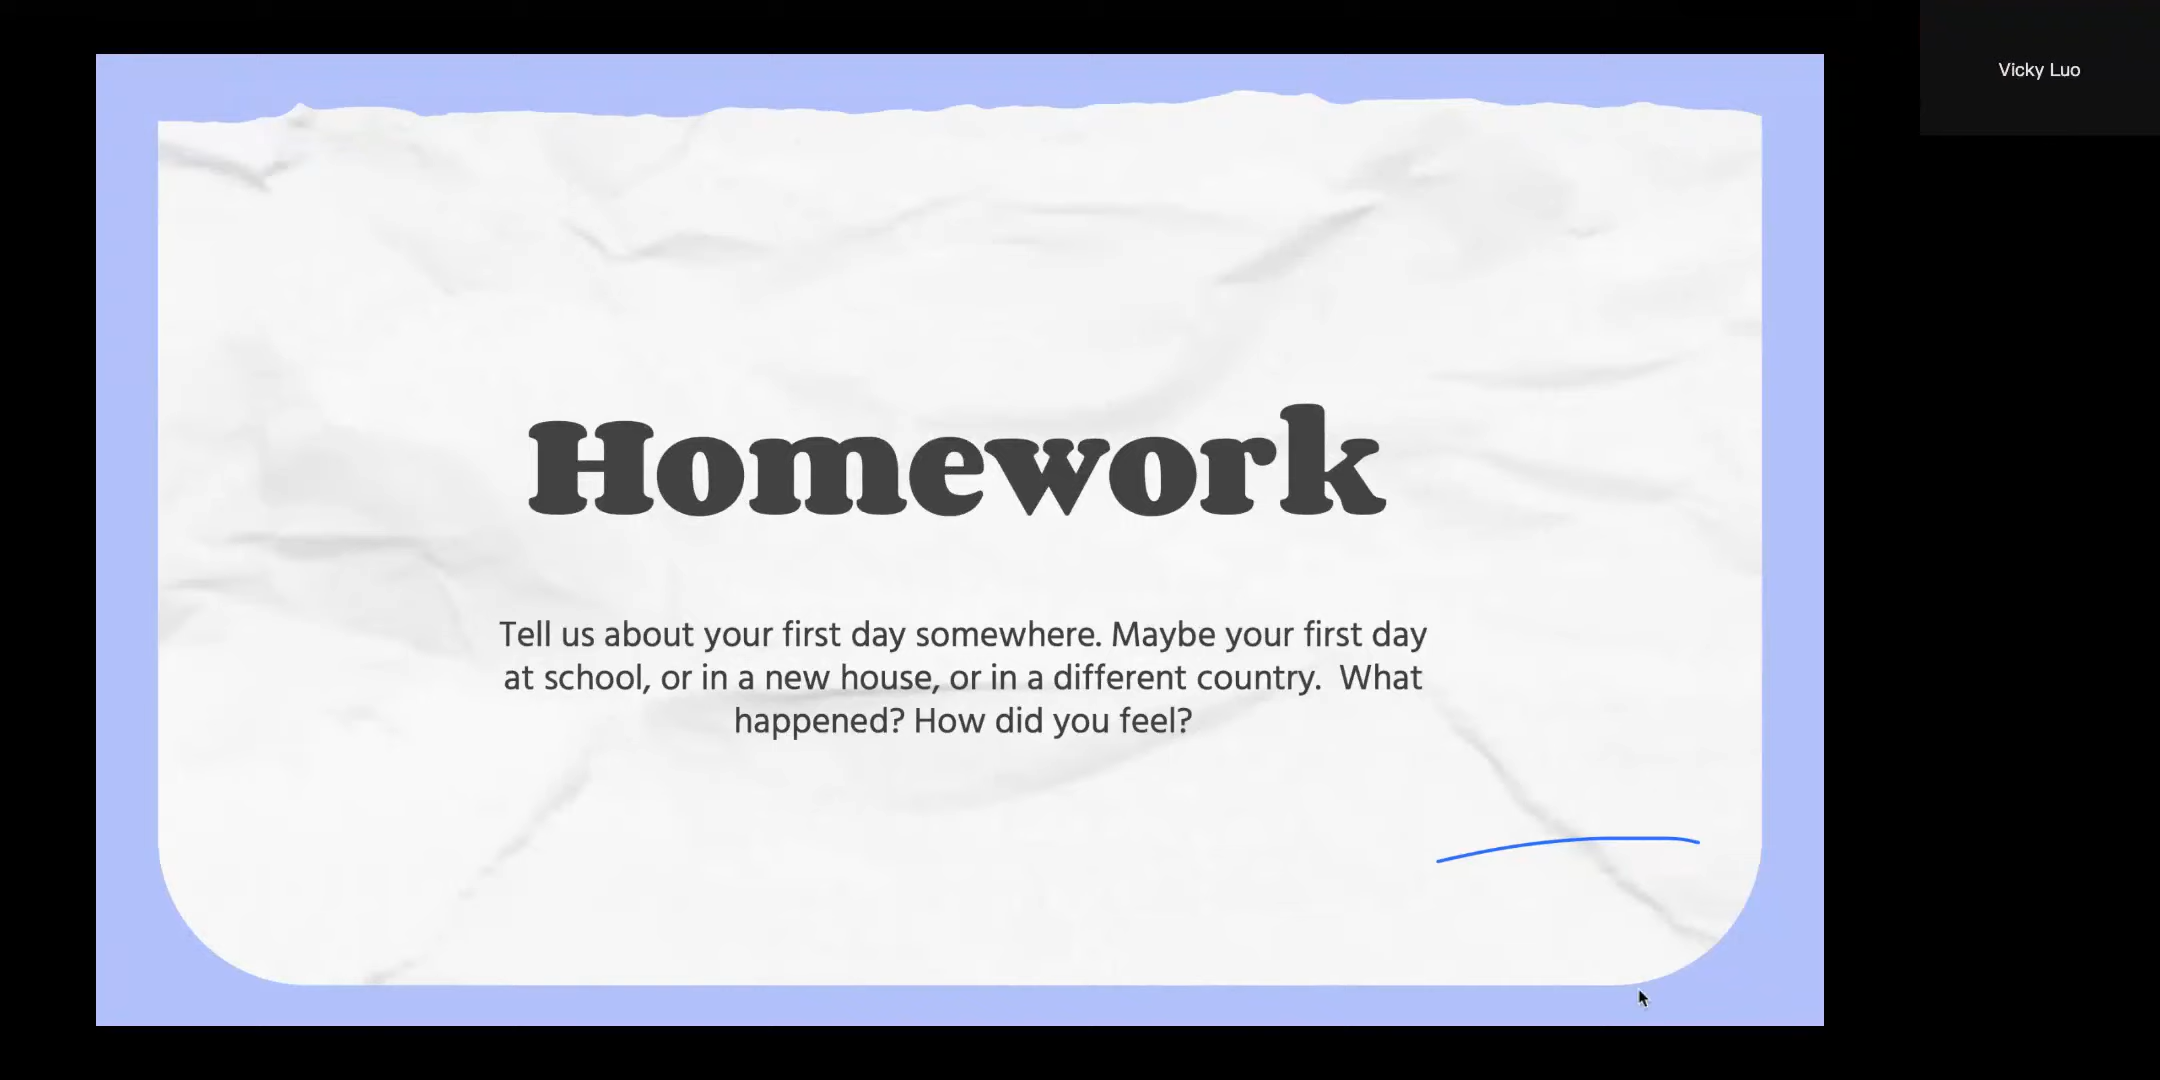 Vicky Luo
Homework
Tell us about your first day somewhere. Maybe your first day
at school, or in a new house, or in a different country.  What
happened? How did you feel?